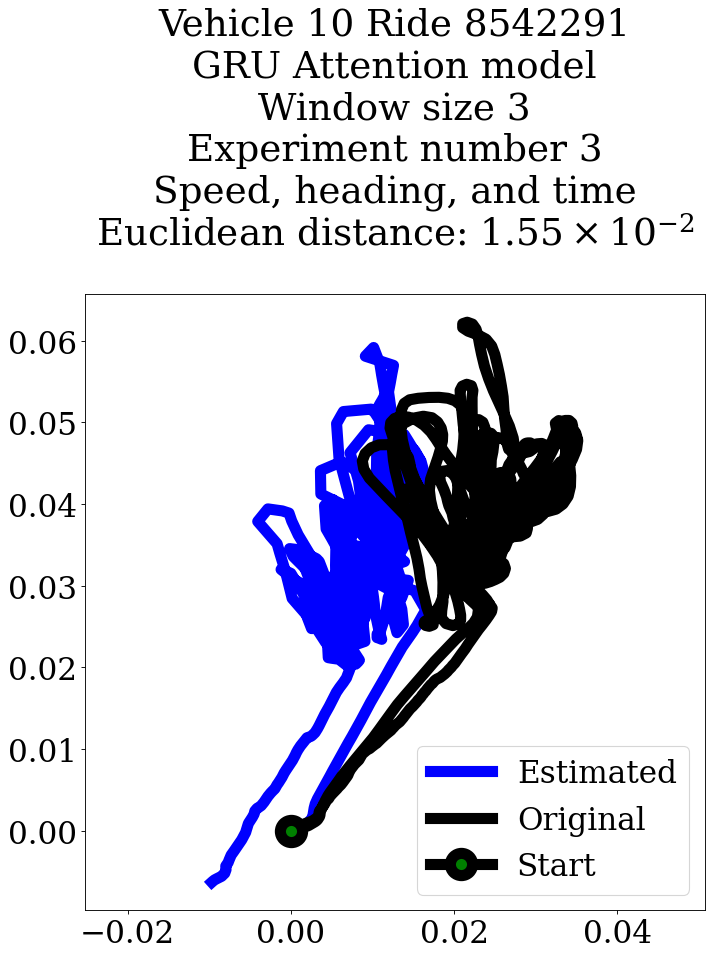 Vehicle 10 Ride 8542291
GRU Attention model
Window size 3
Experiment number 3
Speed, heading, and time
Euclidean distance: 1.55 × 10⁻²
0.06
0.05
0.04
0.03
0.02
0.01
0.00
−0.02 0.00 0.02 0.04
Estimated
Original
Start